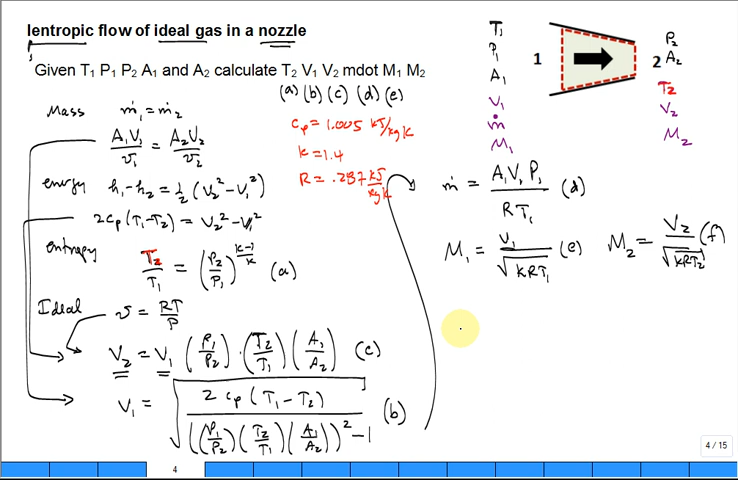 Ientropic flow of ideal gas in a nozzle
Given T₁ P₁ P₂ A₁ and A₂ calculate T₂ V₁ V₂ mdot M₁ M₂
(a) (b) (c) (d) (e)
Mass ṁ₁ = ṁ₂
A₁V₁/v₁ = A₂V₂/v₂
energy h₁-h₂ = ½ (V₂² - V₁²)
2cp(T₁-T₂) = V₂² - V₁²
entropy
T₂/T₁ = (P₂/P₁)^((k-1)/k) (a)
Ideal v = RT/P
V₂ = V₁ (P₁/P₂) · (T₂/T₁) (A₁/A₂) (c)
V₁ = √(2 cp (T₁ - T₂) / (((P₁/P₂) (T₂/T₁) (A₁/A₂))² - 1)) (b)
cp = 1.005 kJ/kg K
k = 1.4
R = .287 kJ/kg K
T₁
P₁
A₁
V₁
ṁ
M₁
1
2
P₂
A₂
T₂
V₂
M₂
ṁ = A₁V₁P₁/RT₁ (d)
M₁ = V₁/√kRT₁ (e) M₂ = V₂/√kRT₂ (f)
4 / 15
4